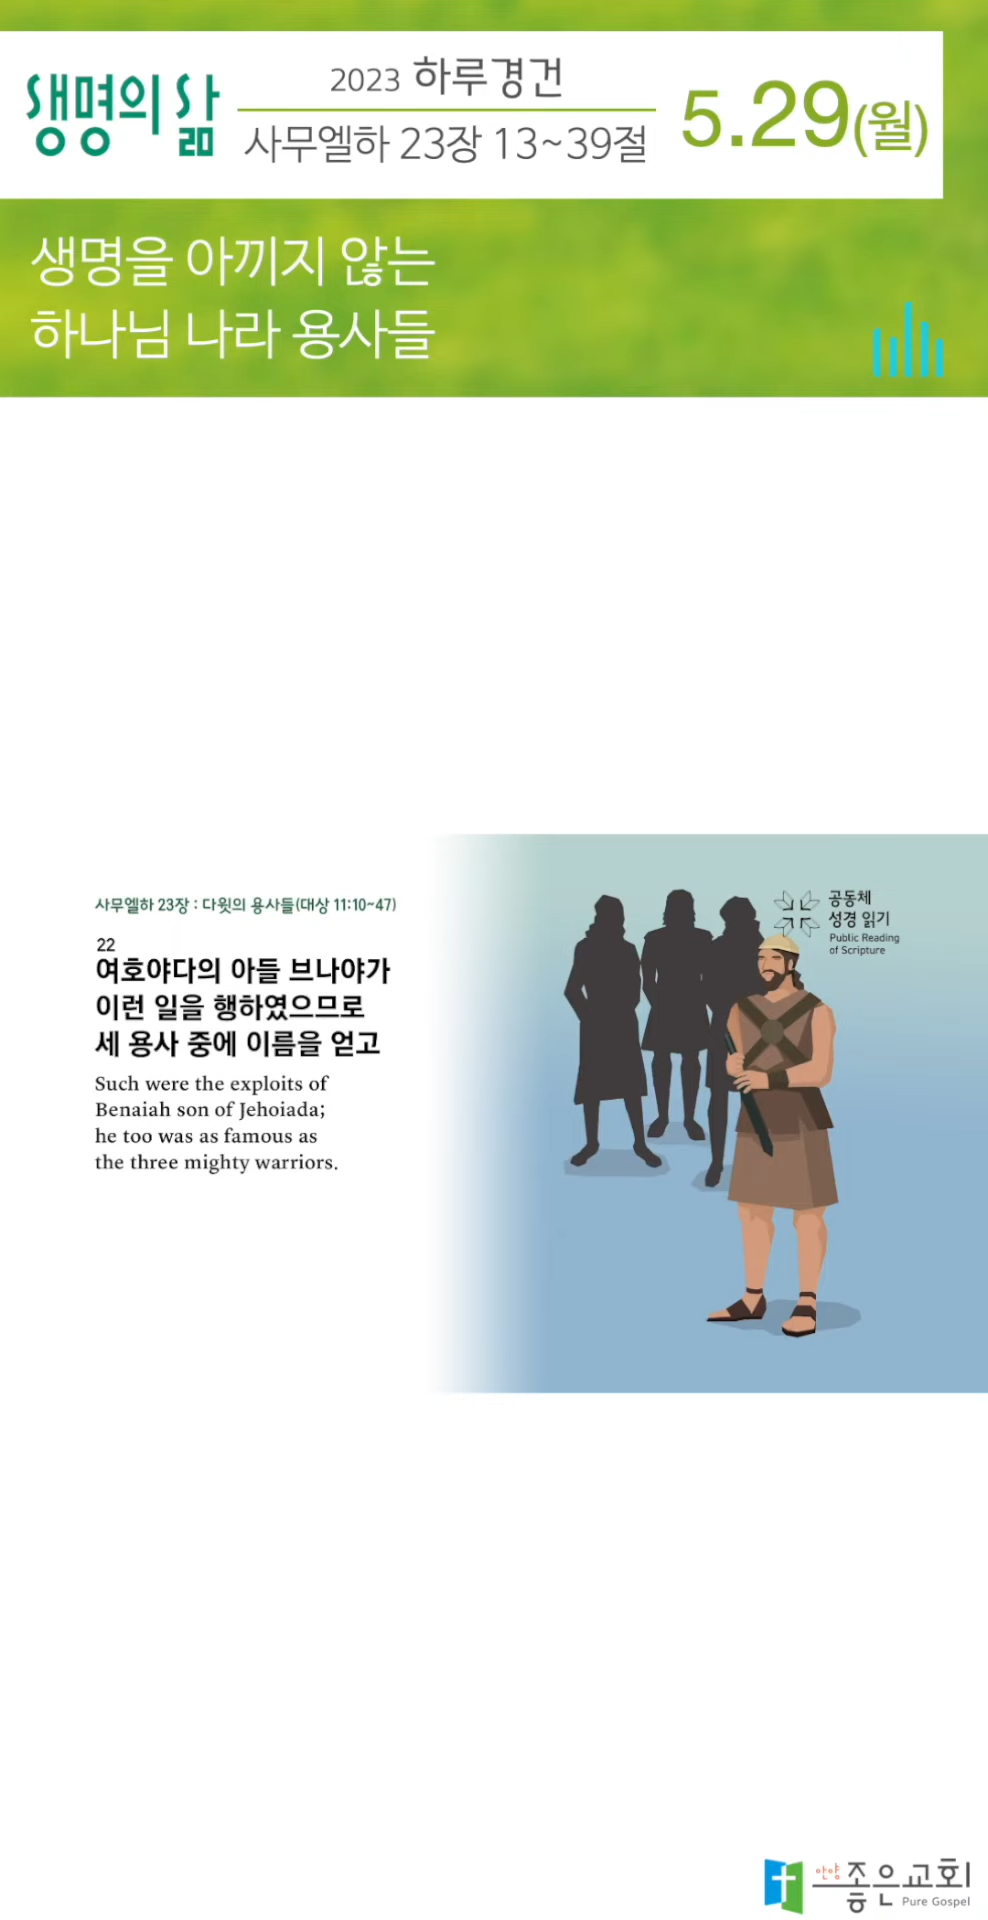 생명의 삶
2023 하루경건
사무엘하 23장 13~39절
5.29(월)
생명을 아끼지 않는
하나님 나라 용사들
공동체
성경 읽기
Public Reading
of Scripture
사무엘하 23장 : 다윗의 용사들(대상 11:10~47)
22
여호야다의 아들 브나야가
이런 일을 행하였으므로
세 용사 중에 이름을 얻고
Such were the exploits of
Benaiah son of Jehoiada;
he too was as famous as
the three mighty warriors.
안양 좋은교회
Pure Gospel